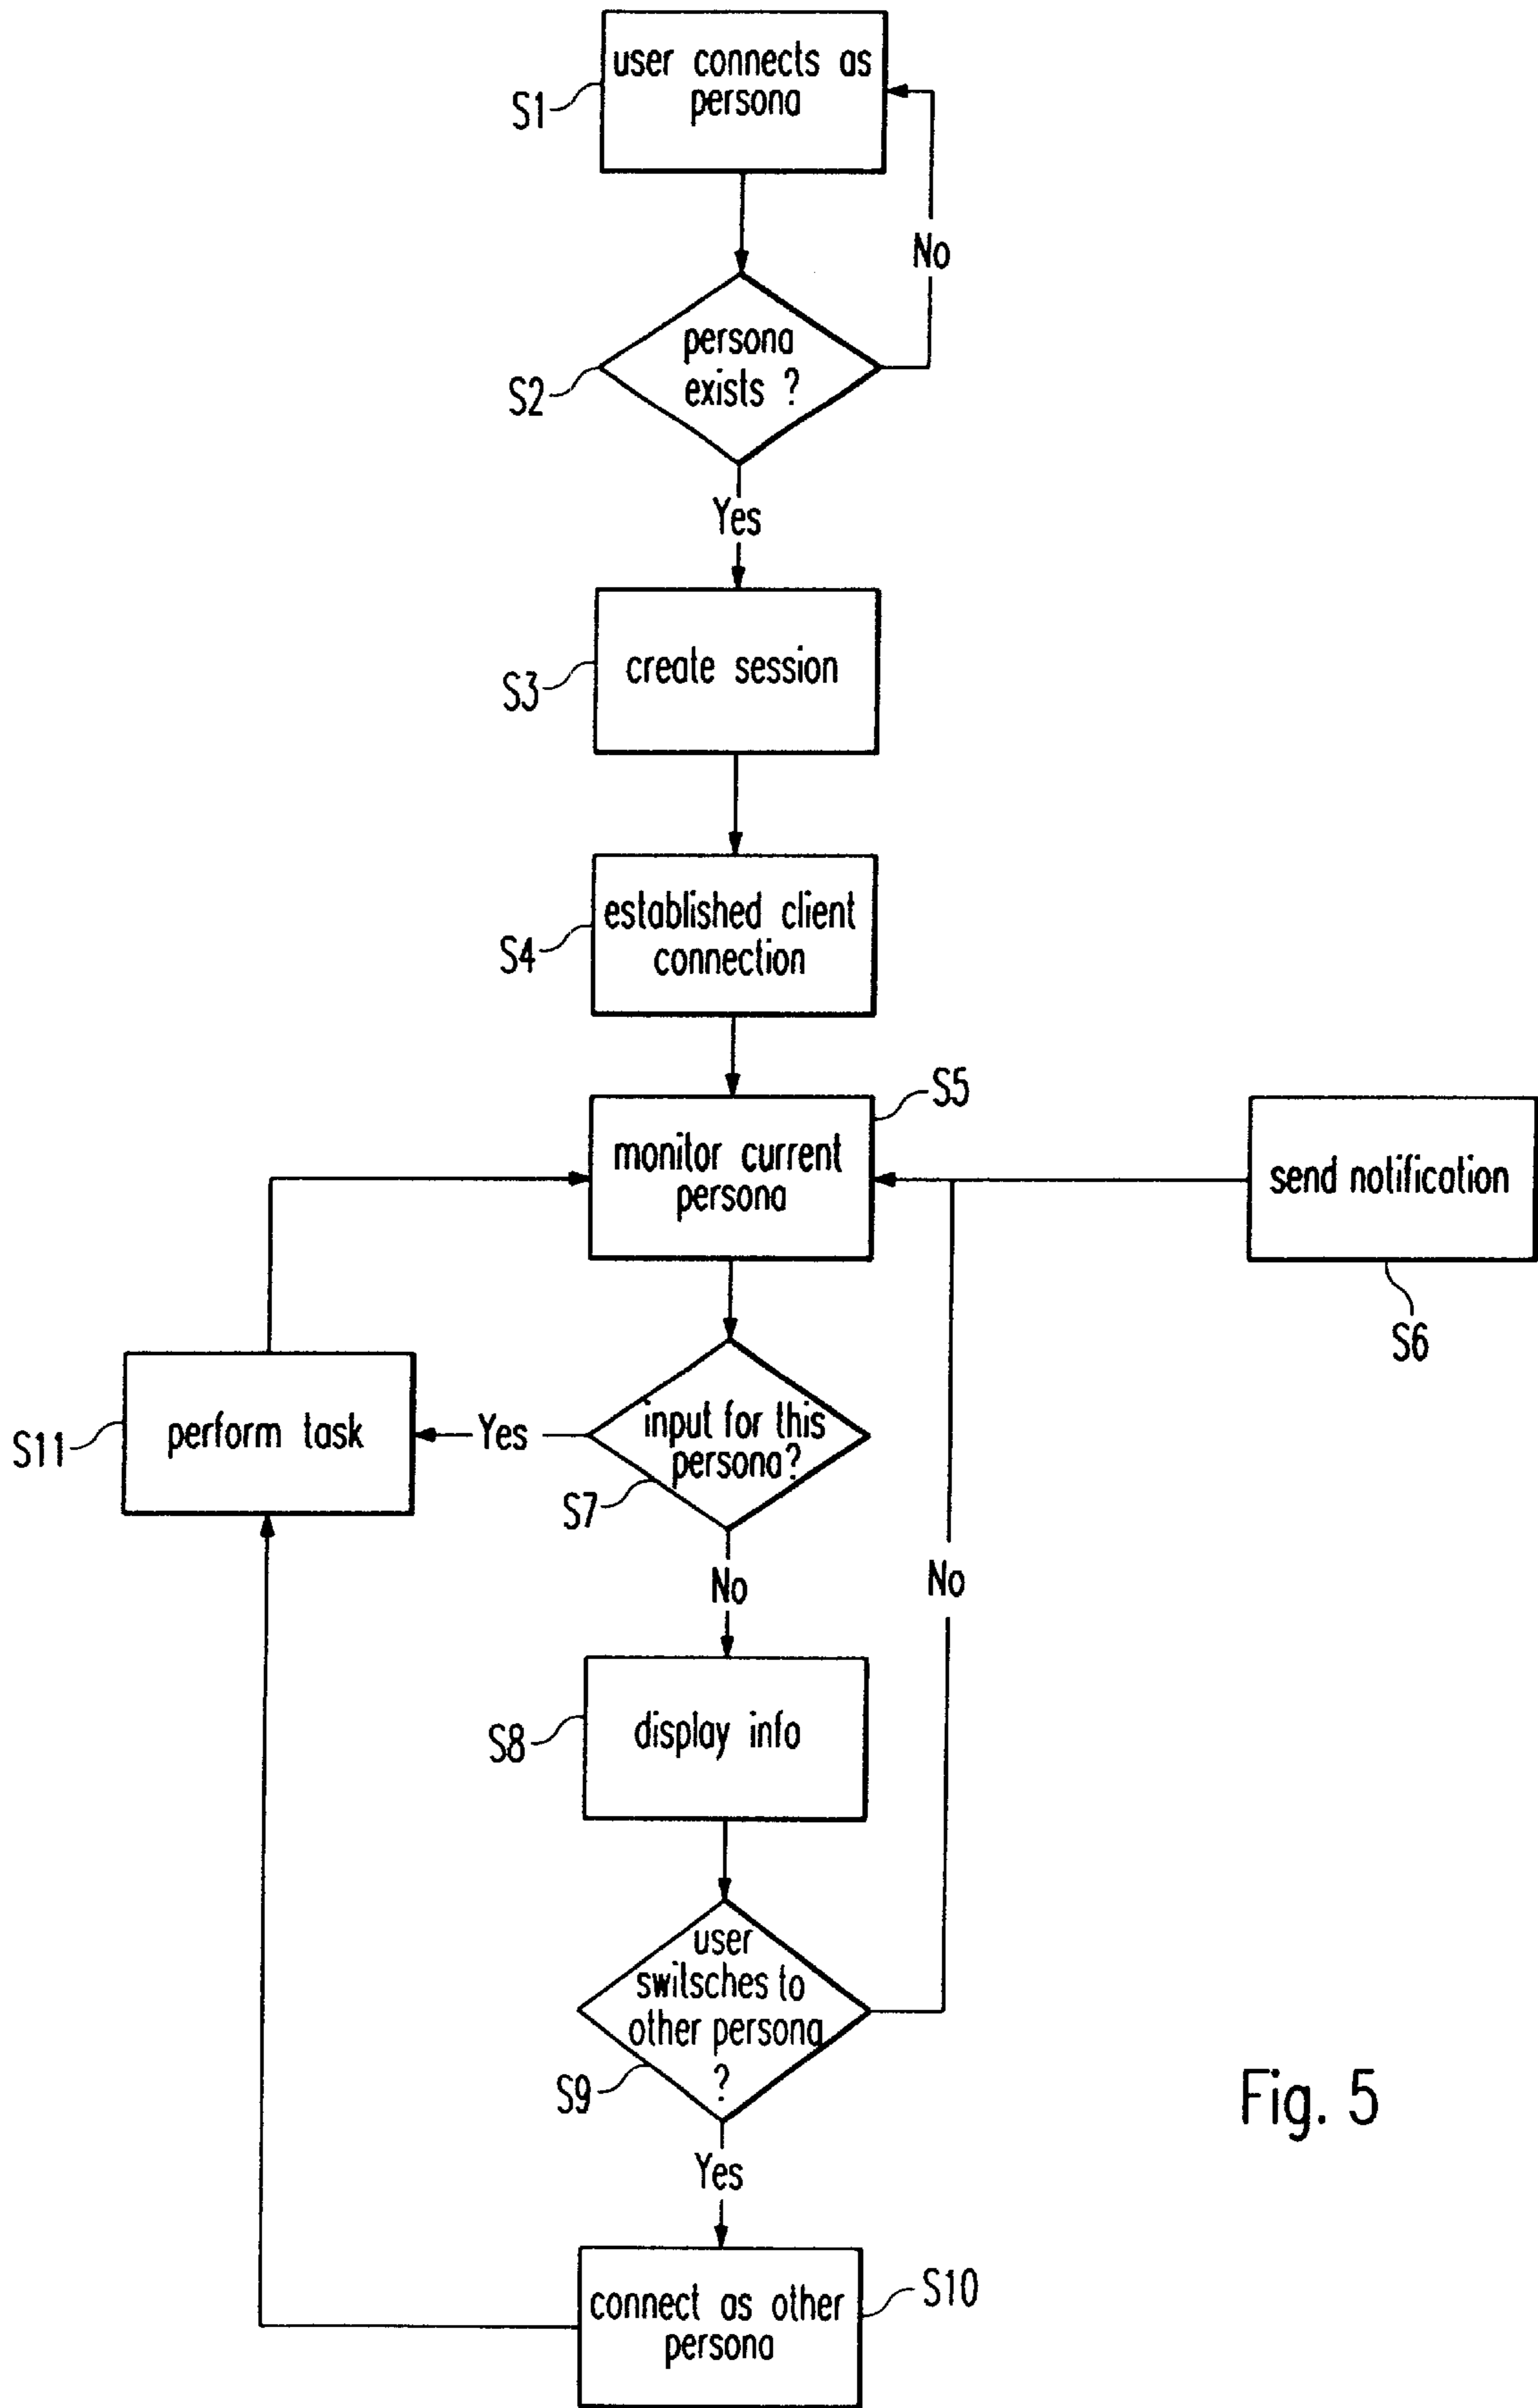 user connects as
persona
S1
No
persona
exists ?
S2
Yes
create session
S3
established client
connection
S4
S5
monitor current
persona
send notification
S6
perform task
S11
Yes
input for this
persona?
S7
No
No
display info
S8
user
switsches to
other persona
?
S9
Yes
connect as other
persona
S10
Fig. 5